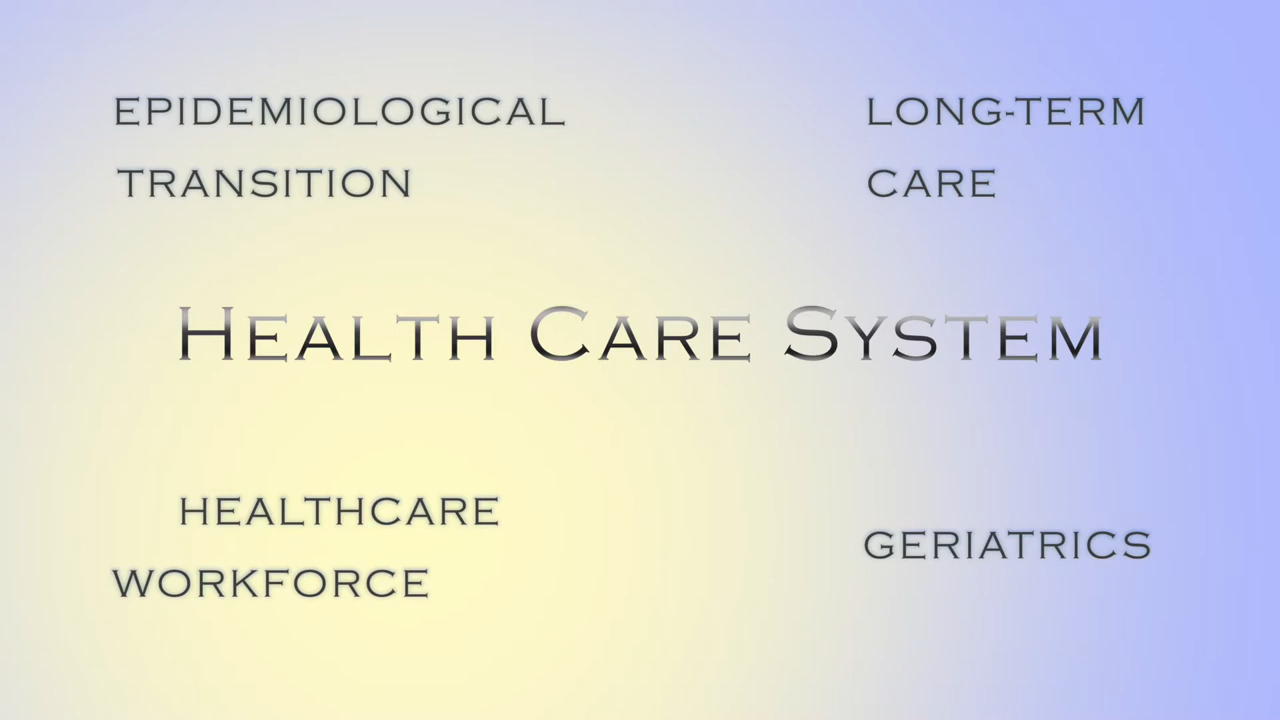 EPIDEMIOLOGICAL
TRANSITION
LONG-TERM
CARE
HEALTH CARE SYSTEM
HEALTHCARE
WORKFORCE
GERIATRICS